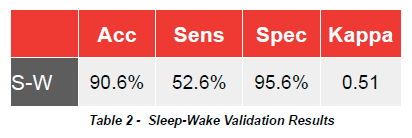 Acc Sens Spec Kappa
S-W 90.6% 52.6% 95.6% 0.51
Table 2 - Sleep-Wake Validation Results